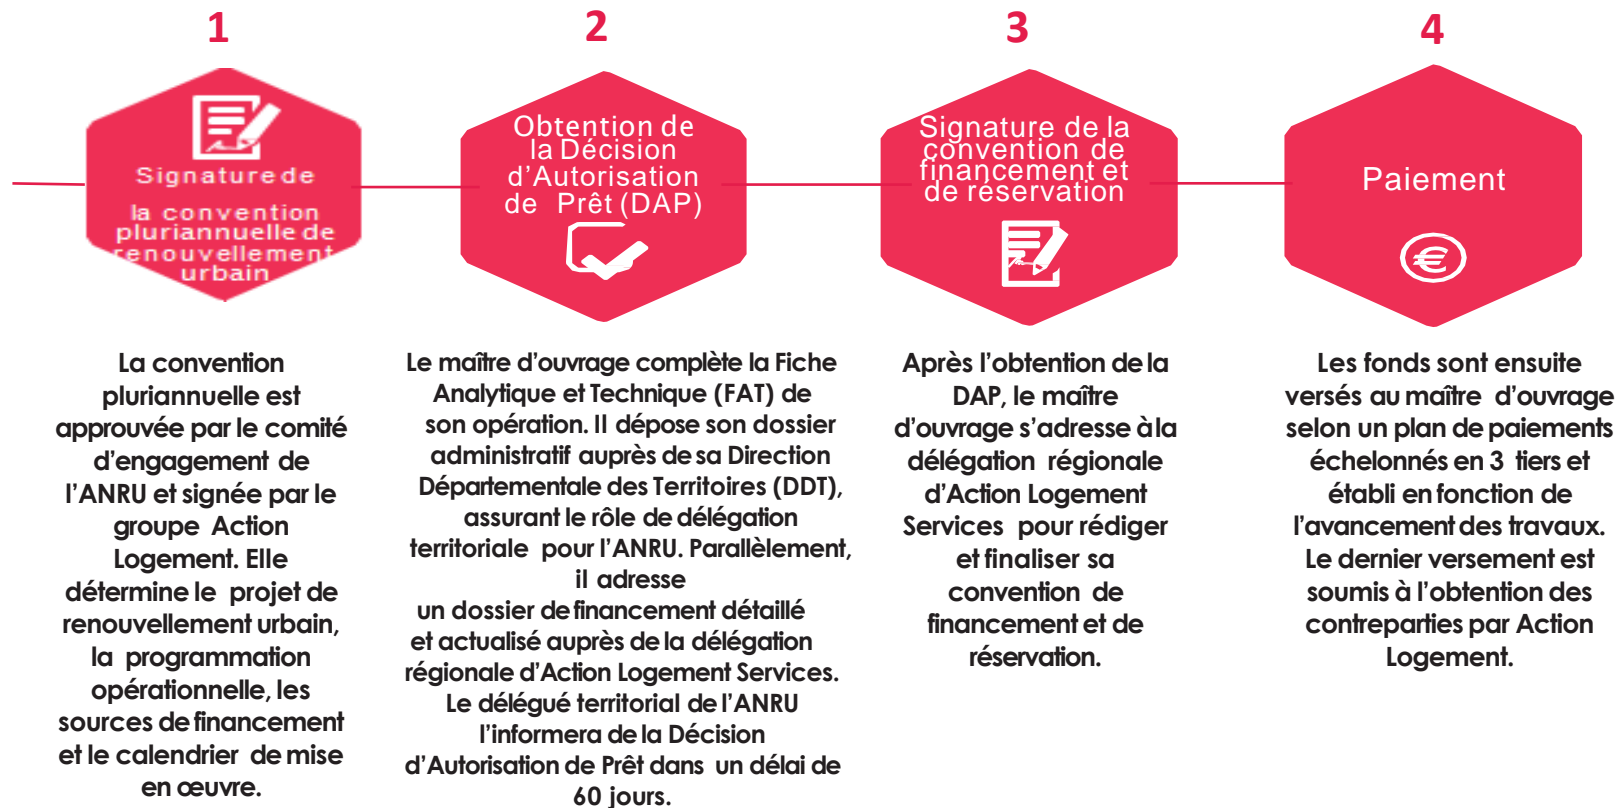 1
Signature de
la convention
pluriannuelle de
renouvellement
urbain
La convention
pluriannuelle est
approuvée par le comité
d'engagement de
l'ANRU et signée par le
groupe Action
Logement. Elle
détermine le projet de
renouvellement urbain,
la programmation
opérationnelle, les
sources de financement
et le calendrier de mise
en œuvre.
2
Obtention de
la Décision
d'Autorisation
de Prêt (DAP)
Le maître d'ouvrage complète la Fiche
Analytique et Technique (FAT) de
son opération. Il dépose son dossier
administratif auprès de sa Direction
Départementale des Territoires (DDT),
assurant le rôle de délégation
territoriale pour l'ANRU. Parallèlement,
il adresse
un dossier de financement détaillé
et actualisé auprès de la délégation
régionale d'Action Logement Services.
Le délégué territorial de l'ANRU
l'informera de la Décision
d'Autorisation de Prêt dans un délai de
60 jours.
3
Signature de la
convention de
financement et
de réservation
Après l'obtention de la
DAP, le maître
d'ouvrage s'adresse à la
délégation régionale
d'Action Logement
Services pour rédiger
et finaliser sa
convention de
financement et de
réservation.
4
Paiement
€
Les fonds sont ensuite
versés au maître d'ouvrage
selon un plan de paiements
échelonnés en 3 tiers et
établi en fonction de
l'avancement des travaux.
Le dernier versement est
soumis à l'obtention des
contreparties par Action
Logement.